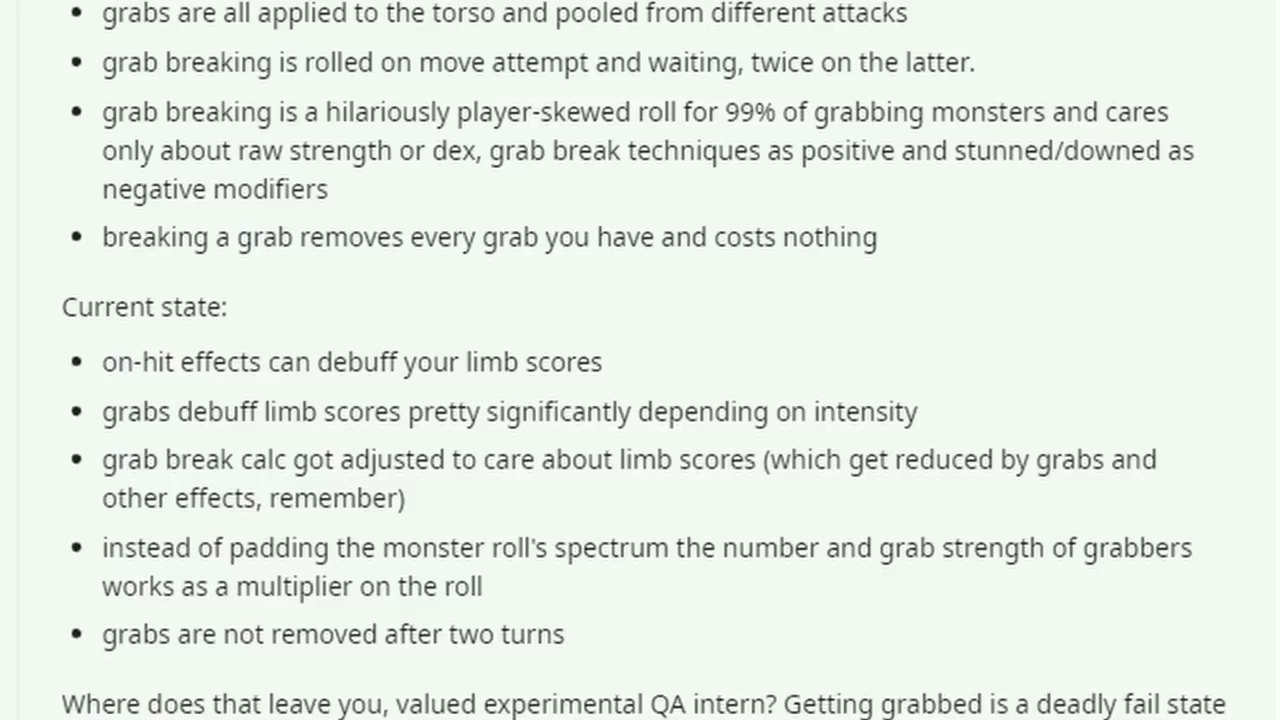 • grabs are all applied to the torso and pooled from different attacks
• grab breaking is rolled on move attempt and waiting, twice on the latter.
• grab breaking is a hilariously player-skewed roll for 99% of grabbing monsters and cares
only about raw strength or dex, grab break techniques as positive and stunned/downed as
negative modifiers
• breaking a grab removes every grab you have and costs nothing
Current state:
• on-hit effects can debuff your limb scores
• grabs debuff limb scores pretty significantly depending on intensity
• grab break calc got adjusted to care about limb scores (which get reduced by grabs and
other effects, remember)
• instead of padding the monster roll's spectrum the number and grab strength of grabbers
works as a multiplier on the roll
• grabs are not removed after two turns
Where does that leave you, valued experimental QA intern? Getting grabbed is a deadly fail state